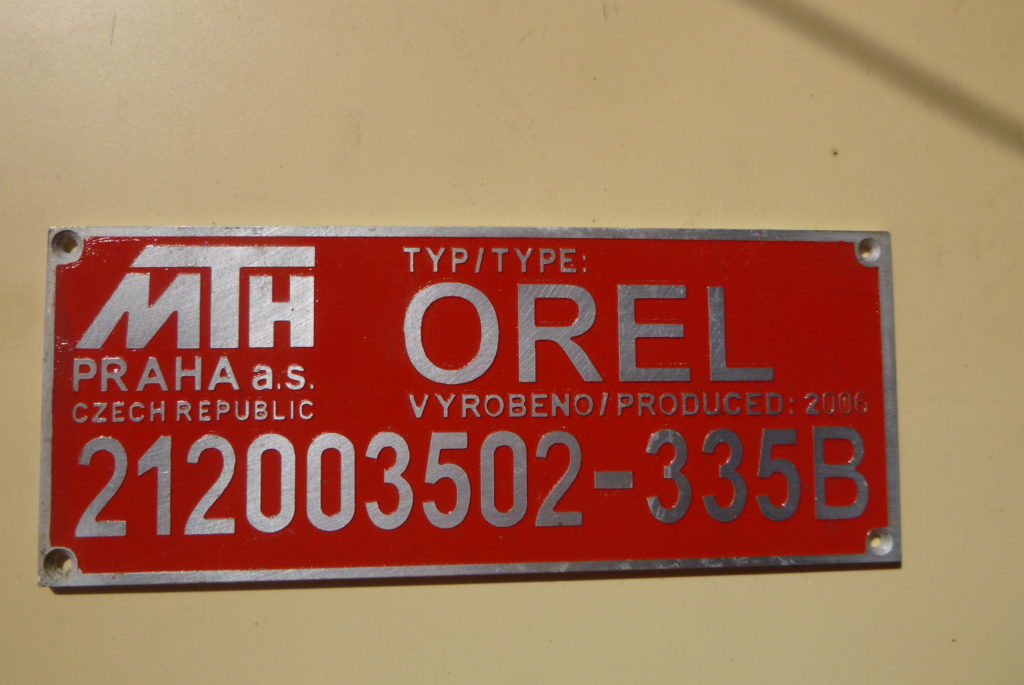 MTH
PRAHA a.s.
CZECH REPUBLIC
TYP/TYPE:
OREL
VYROBENO/PRODUCED: 2006
212003502-335B